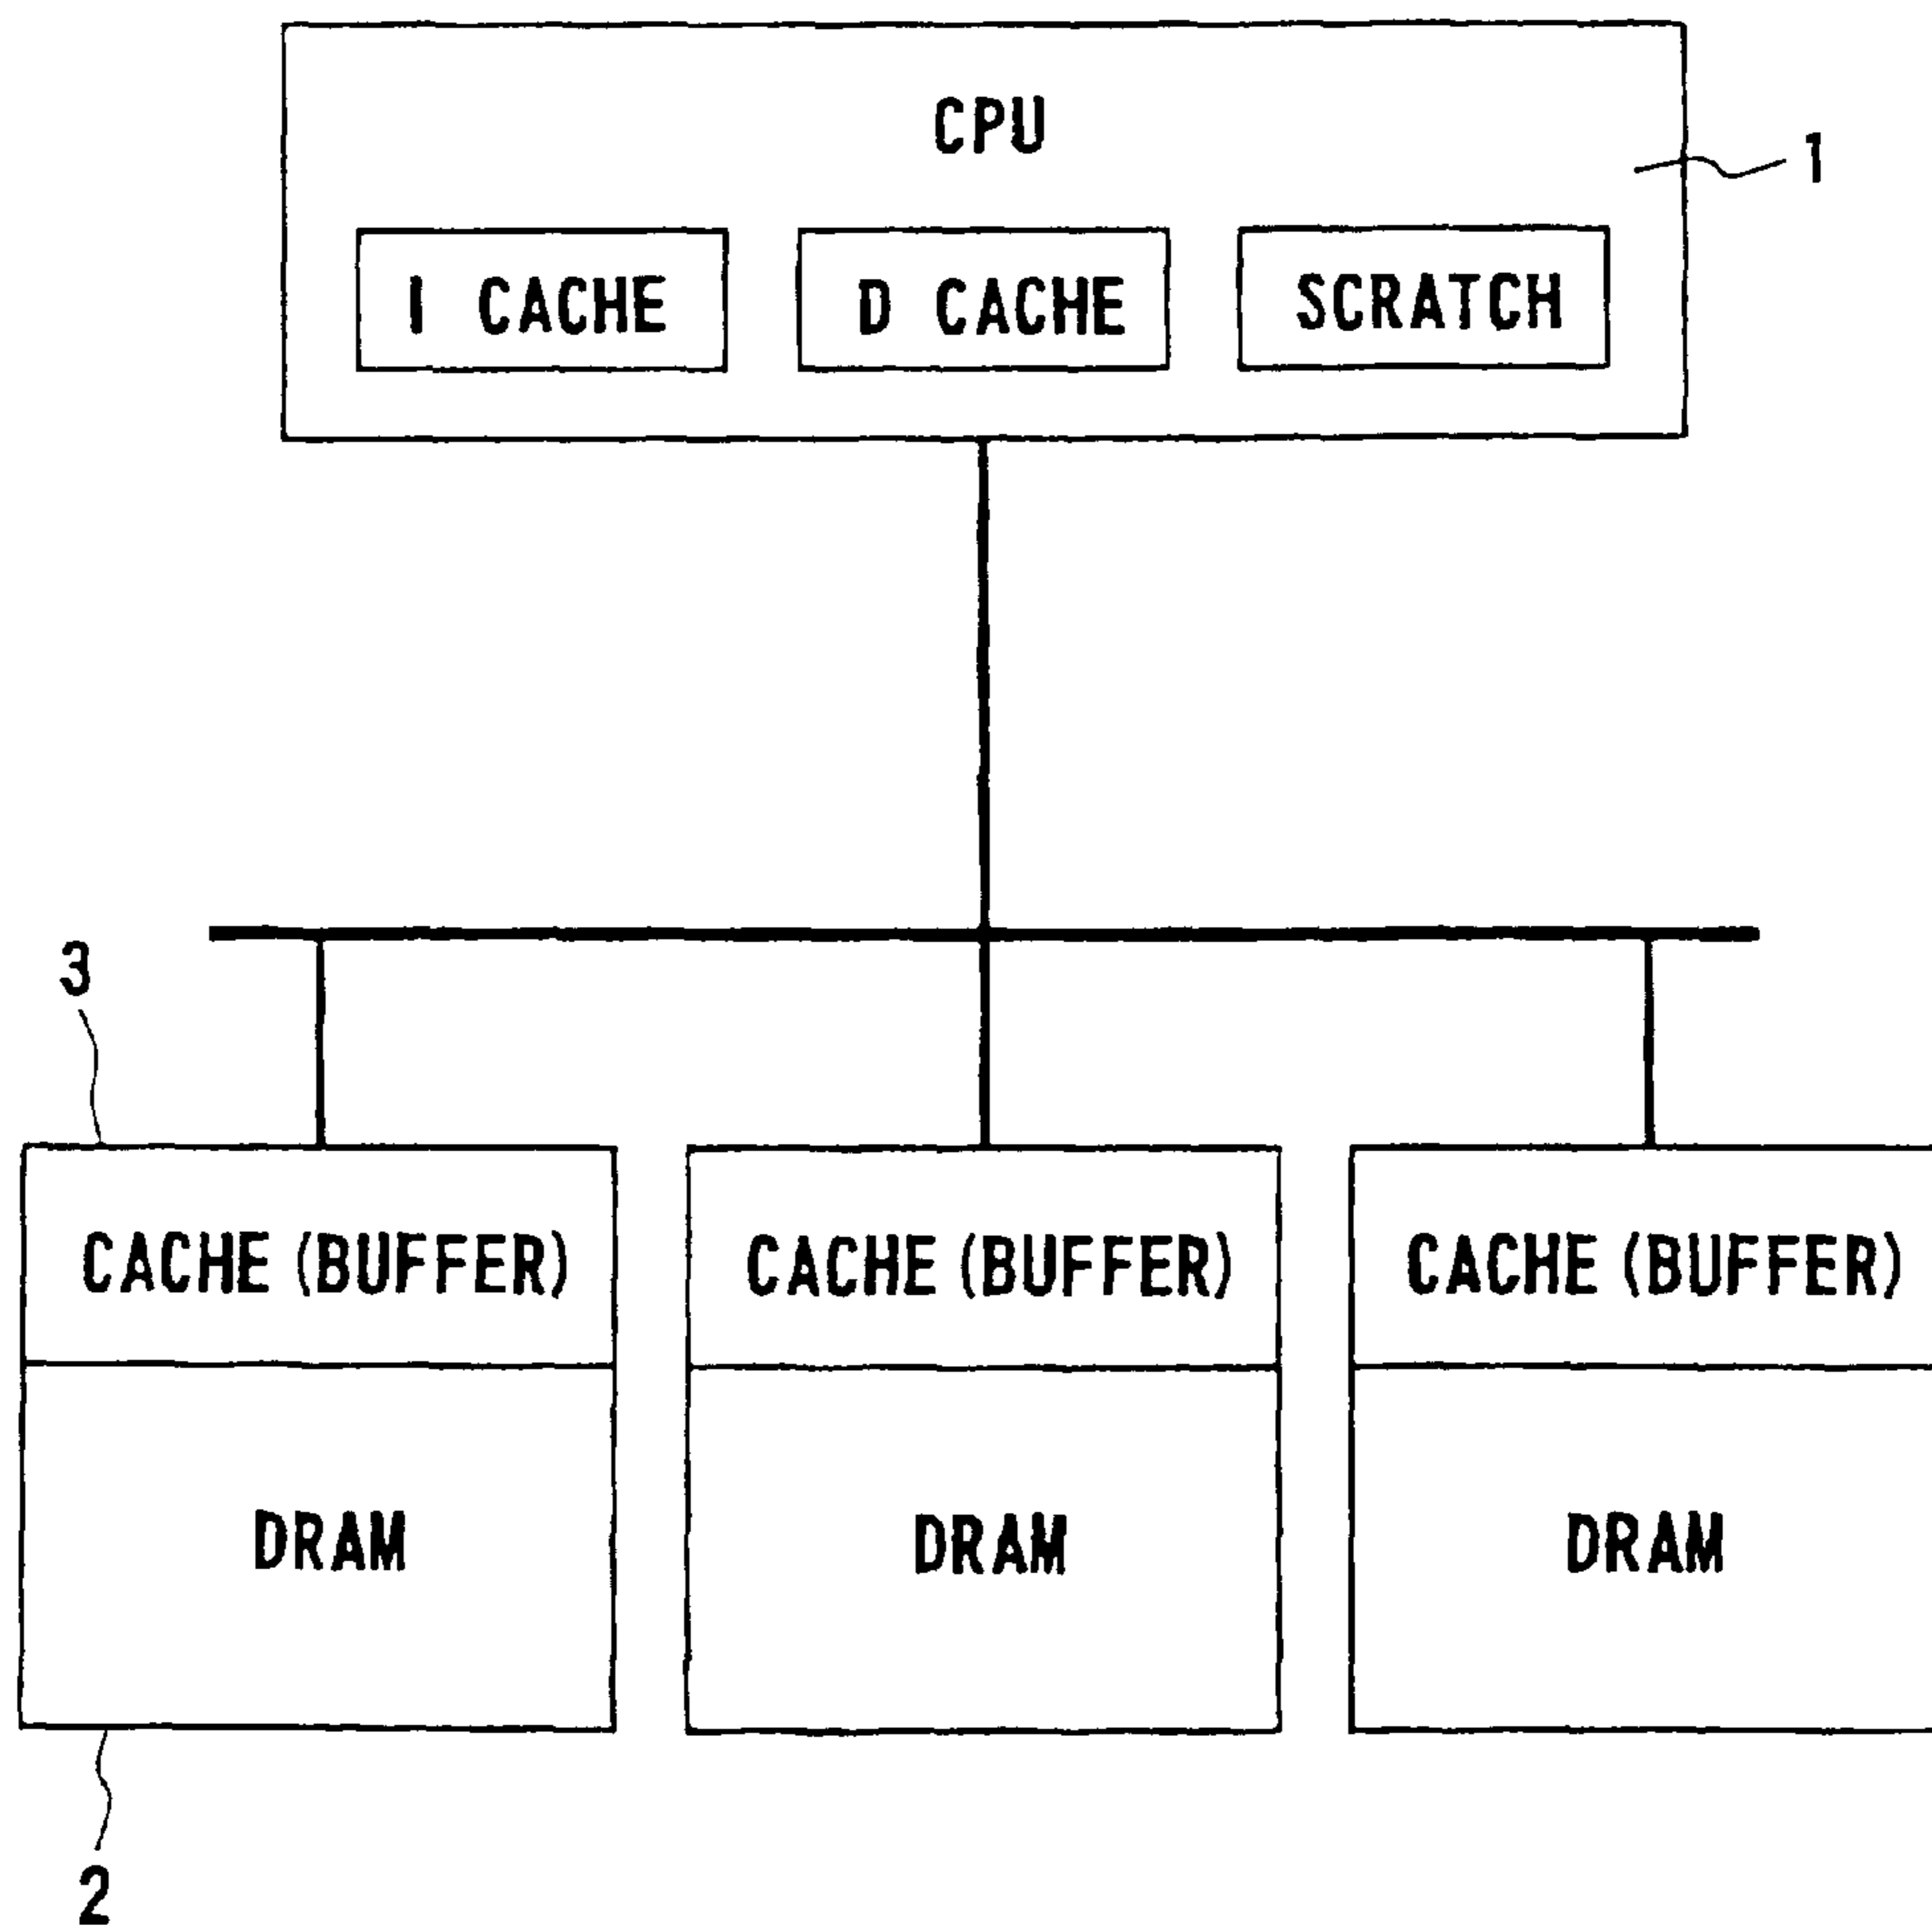 CPU
1
I CACHE
D CACHE
SCRATCH
3
CACHE (BUFFER)
CACHE (BUFFER)
CACHE (BUFFER)
DRAM
DRAM
DRAM
2